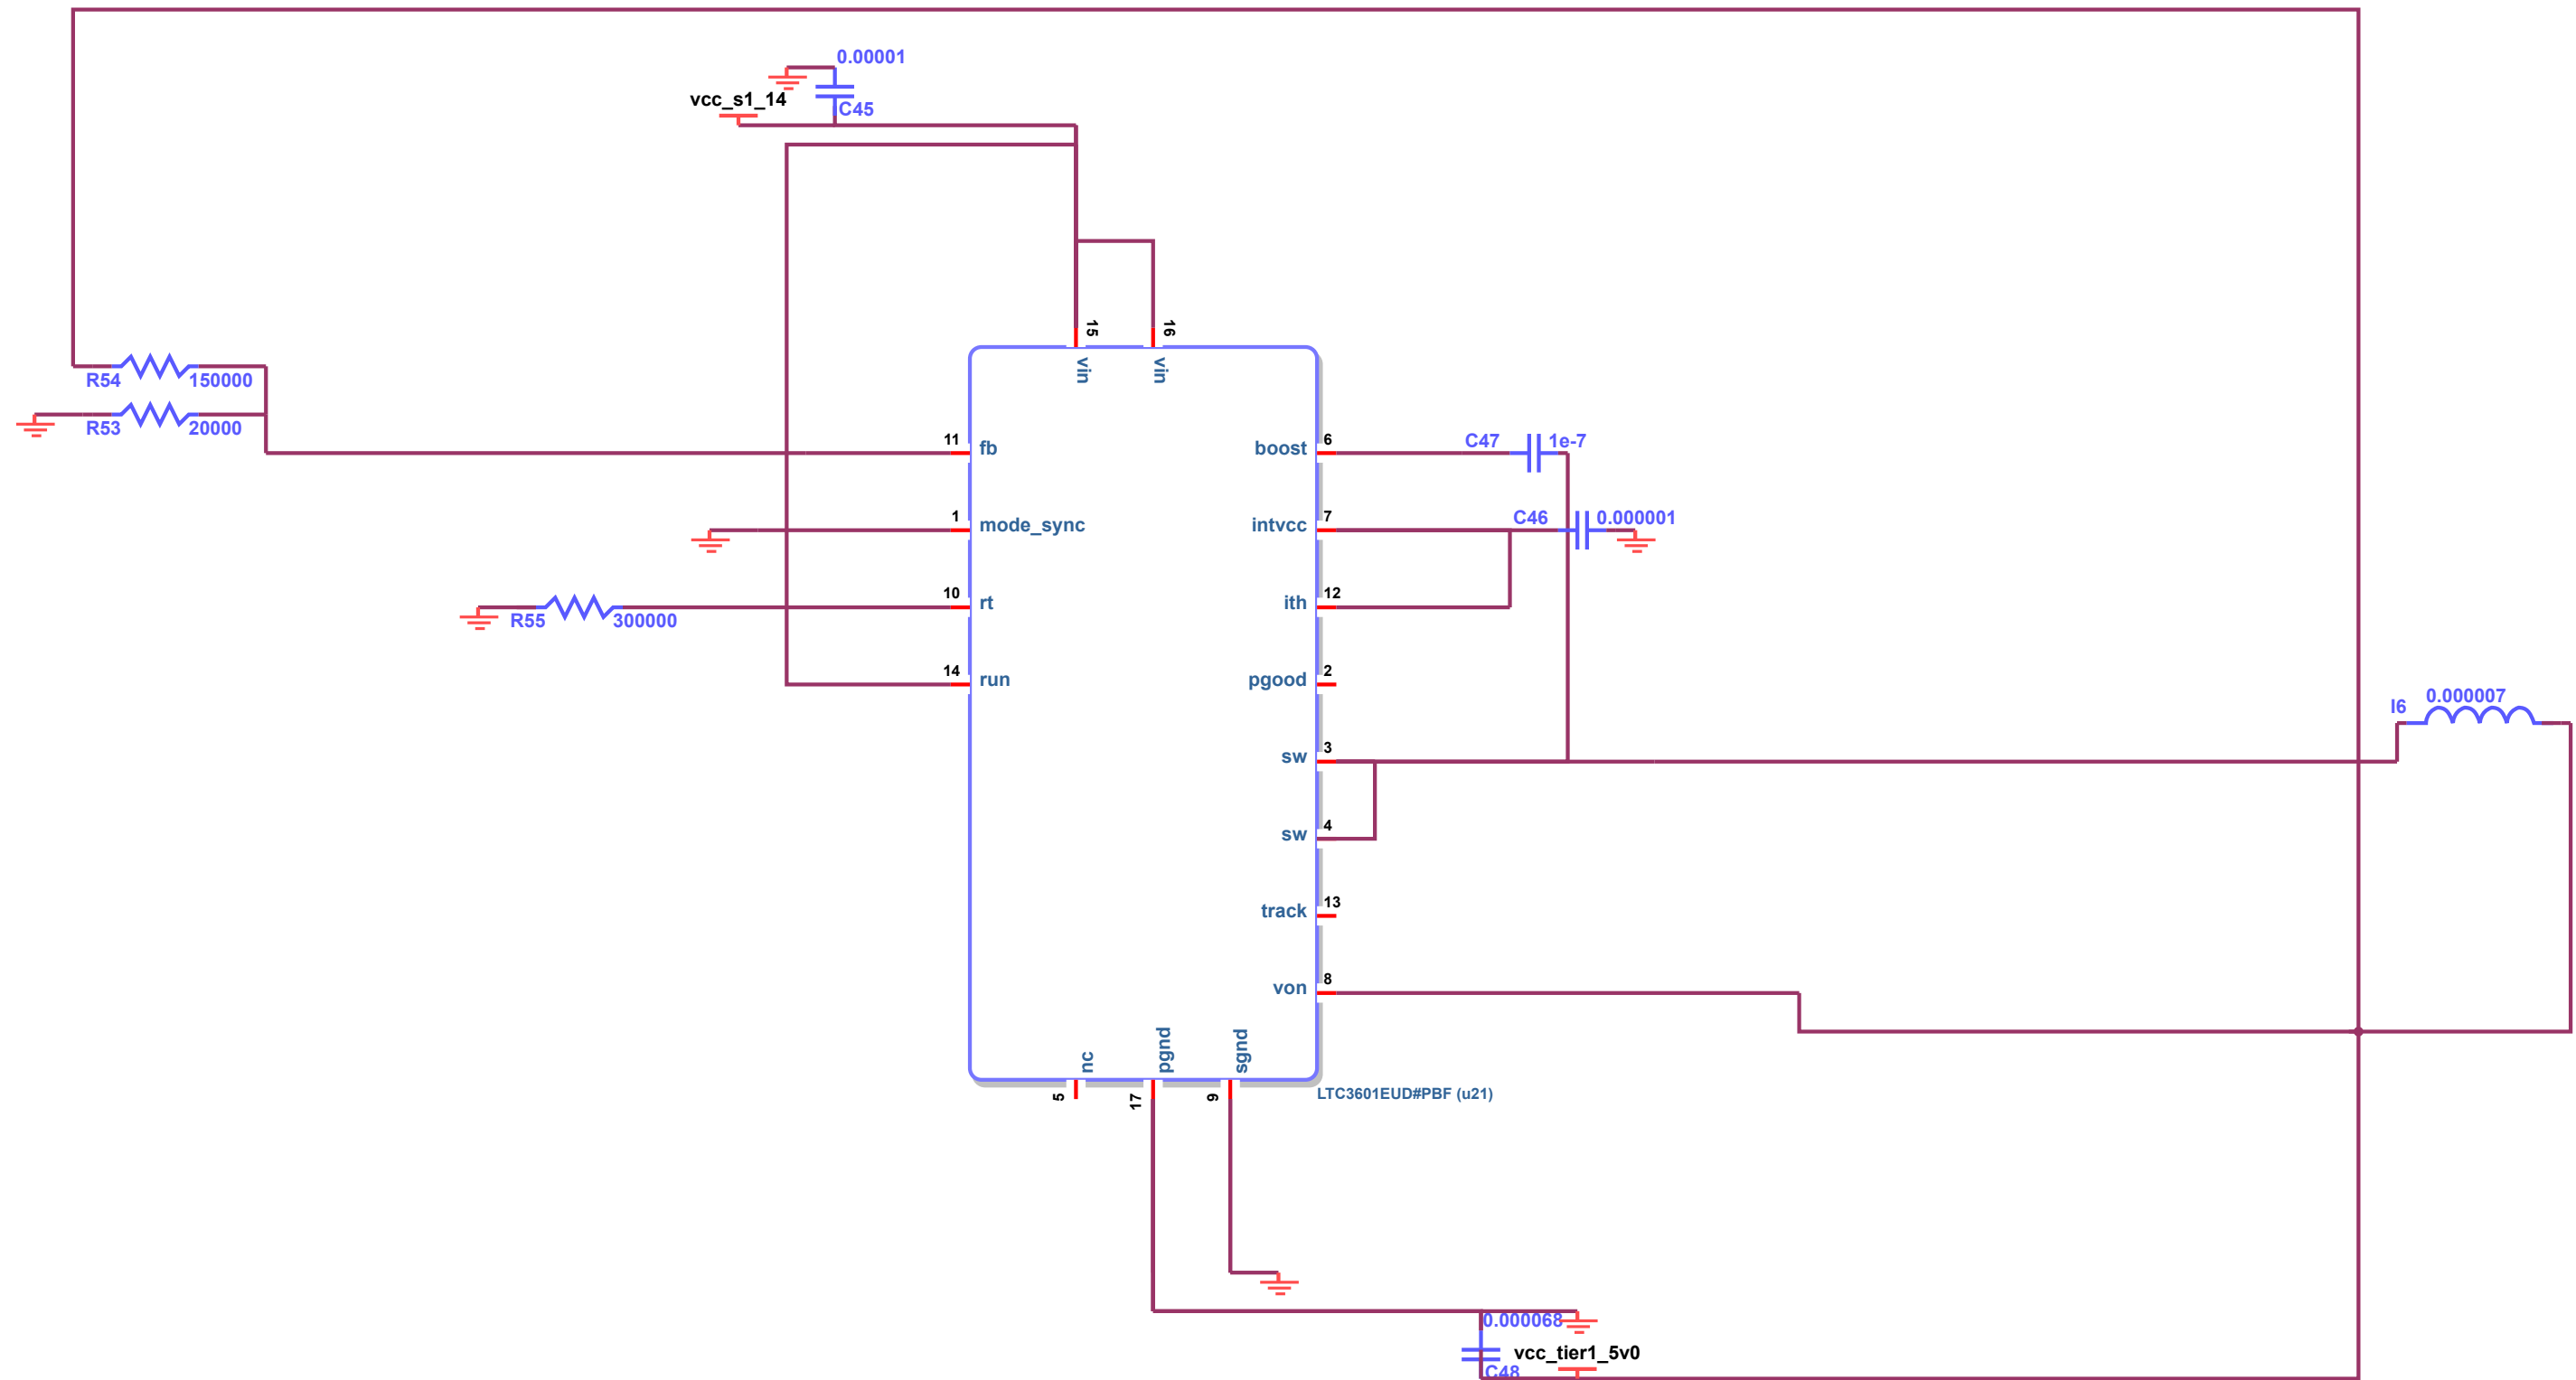 0.00001
vcc_s1_14
C45
15
16
vin
vin
R54
150000
R53
20000
11
fb
boost
6
C47
1e-7
1
mode_sync
intvcc
7
C46
0.000001
10
rt
ith
12
R55
300000
14
run
pgood
2
sw
3
l6
0.000007
sw
4
track
13
von
8
nc
pgnd
sgnd
5
17
9
LTC3601EUD#PBF (u21)
0.000068
vcc_tier1_5v0
C48